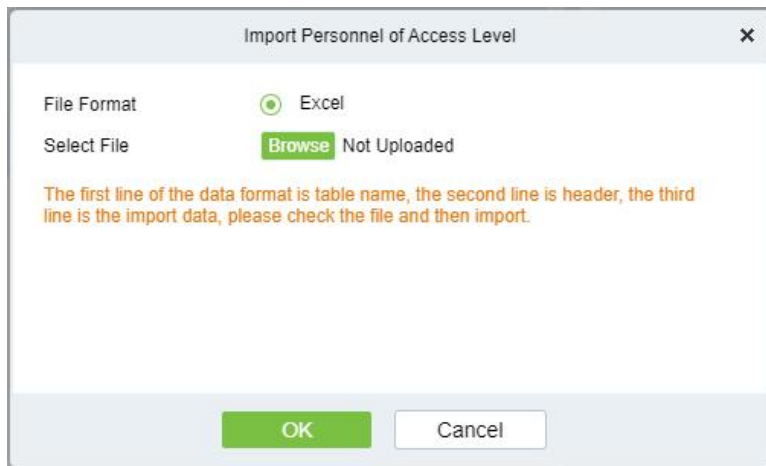 Import Personnel of Access Level ×
File Format Excel
Select File Browse Not Uploaded
The first line of the data format is table name, the second line is header, the third
line is the import data, please check the file and then import.
OK Cancel